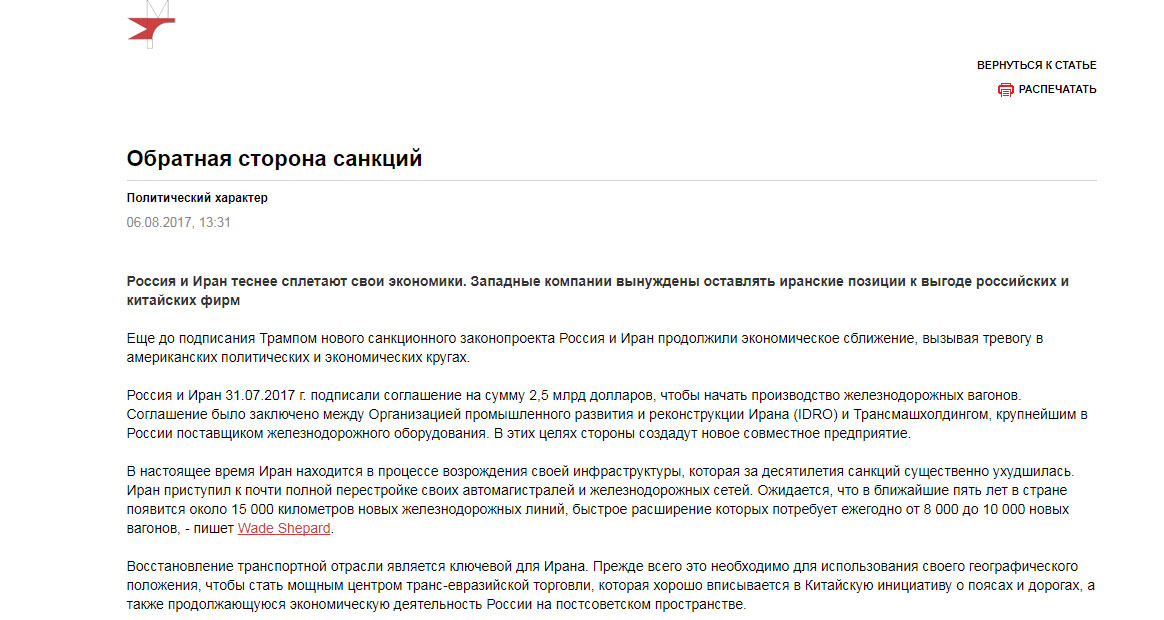 ВЕРНУТЬСЯ К СТАТЬЕ
РАСПЕЧАТАТЬ
Обратная сторона санкций
Политический характер
06.08.2017, 13:31
Россия и Иран теснее сплетают свои экономики. Западные компании вынуждены оставлять иранские позиции к выгоде российских и
китайских фирм
Еще до подписания Трампом нового санкционного законопроекта Россия и Иран продолжили экономическое сближение, вызывая тревогу в
американских политических и экономических кругах.
Россия и Иран 31.07.2017 г. подписали соглашение на сумму 2,5 млрд долларов, чтобы начать производство железнодорожных вагонов.
Соглашение было заключено между Организацией промышленного развития и реконструкции Ирана (IDRO) и Трансмашхолдингом, крупнейшим в
России поставщиком железнодорожного оборудования. В этих целях стороны создадут новое совместное предприятие.
В настоящее время Иран находится в процессе возрождения своей инфраструктуры, которая за десятилетия санкций существенно ухудшилась.
Иран приступил к почти полной перестройке своих автомагистралей и железнодорожных сетей. Ожидается, что в ближайшие пять лет в стране
появится около 15 000 километров новых железнодорожных линий, быстрое расширение которых потребует ежегодно от 8 000 до 10 000 новых
вагонов, - пишет Wade Shepard.
Восстановление транспортной отрасли является ключевой для Ирана. Прежде всего это необходимо для использования своего географического
положения, чтобы стать мощным центром транс-евразийской торговли, которая хорошо вписывается в Китайскую инициативу о поясах и дорогах, а
также продолжающуюся экономическую деятельность России на постсоветском пространстве.